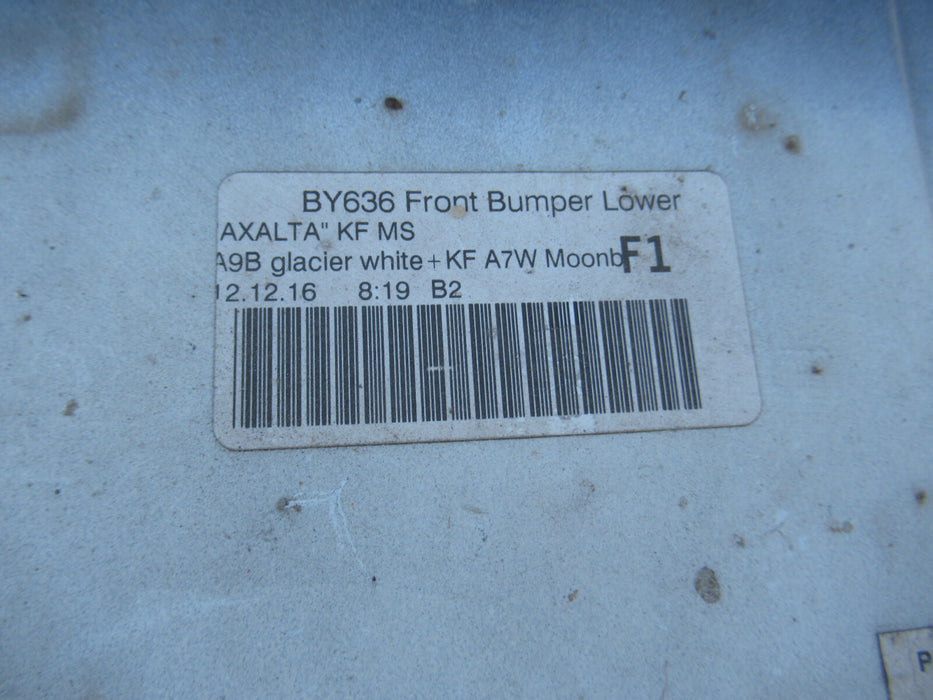 BY636 Front Bumper Lower
AXALTA" KF MS
A9B glacier white+KF A7W Moonb
F1
12.12.16 8:19 B2
P